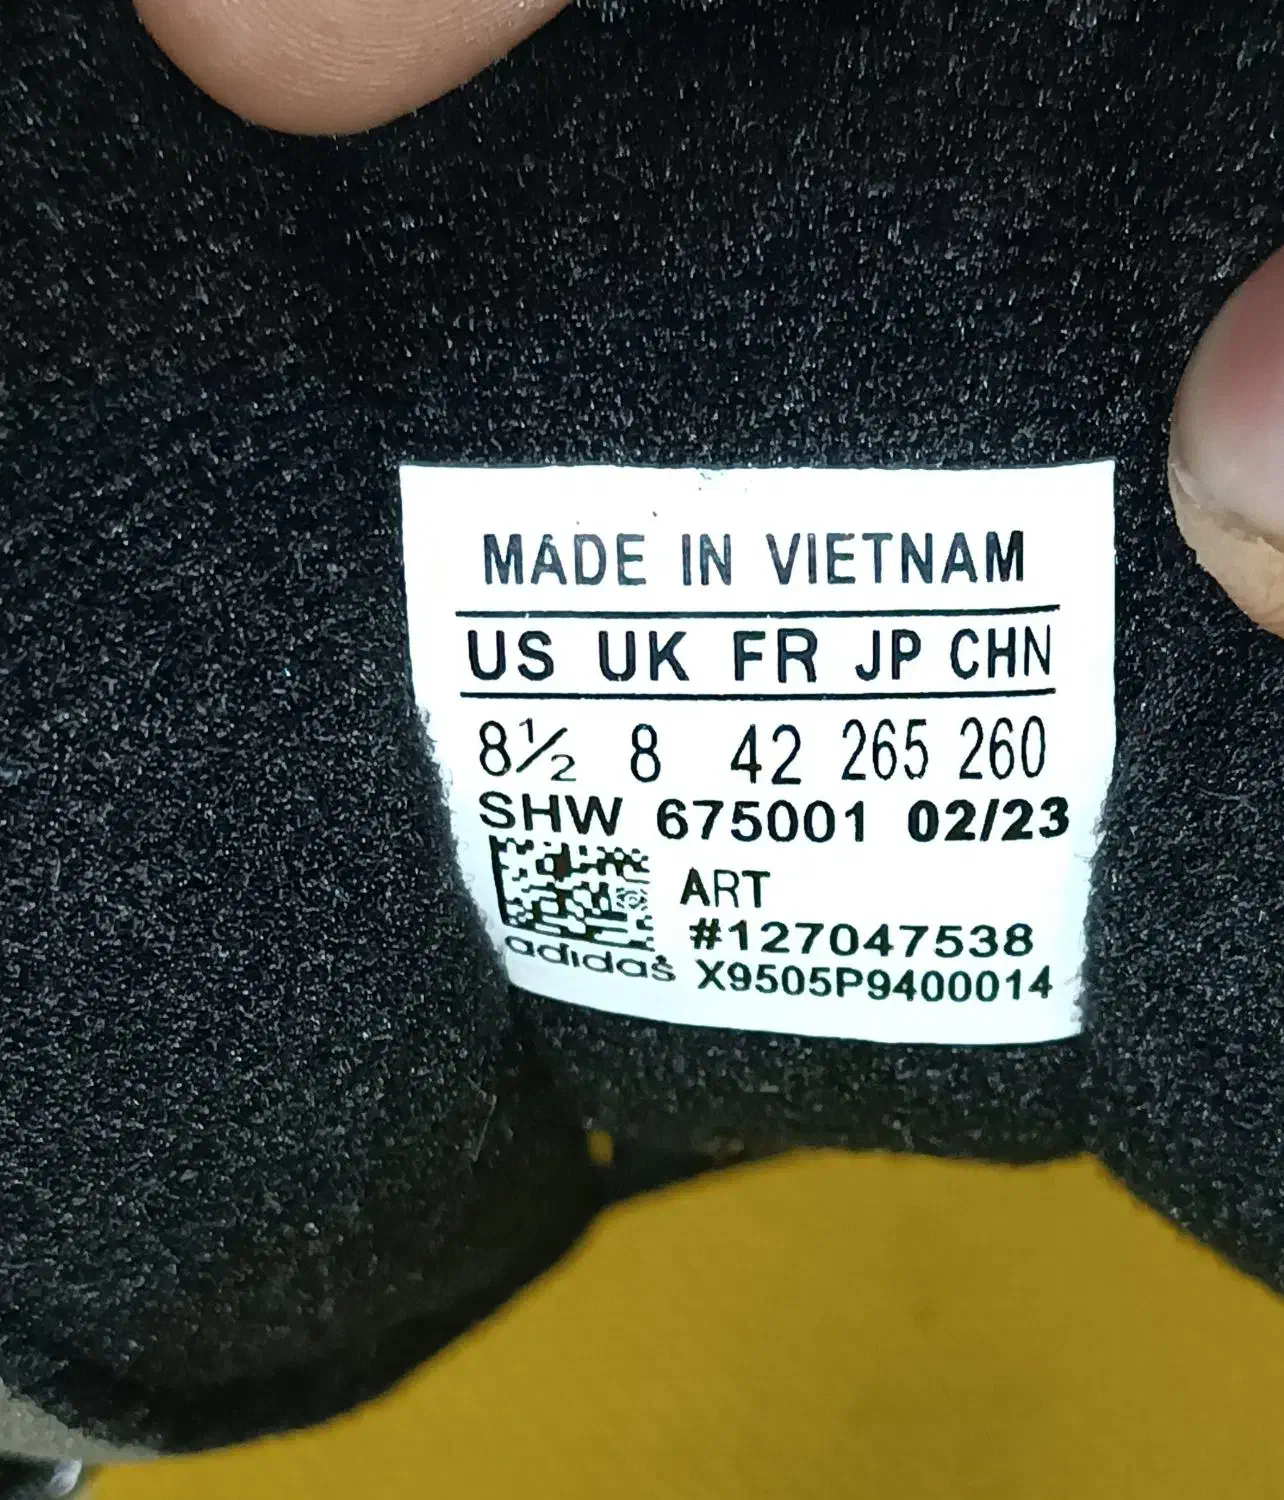 MADE IN VIETNAM
US UK FR JP CHN
8½ 8 42 265 260
SHW 675001 02/23
ART
#127047538
adidas X9505P9400014